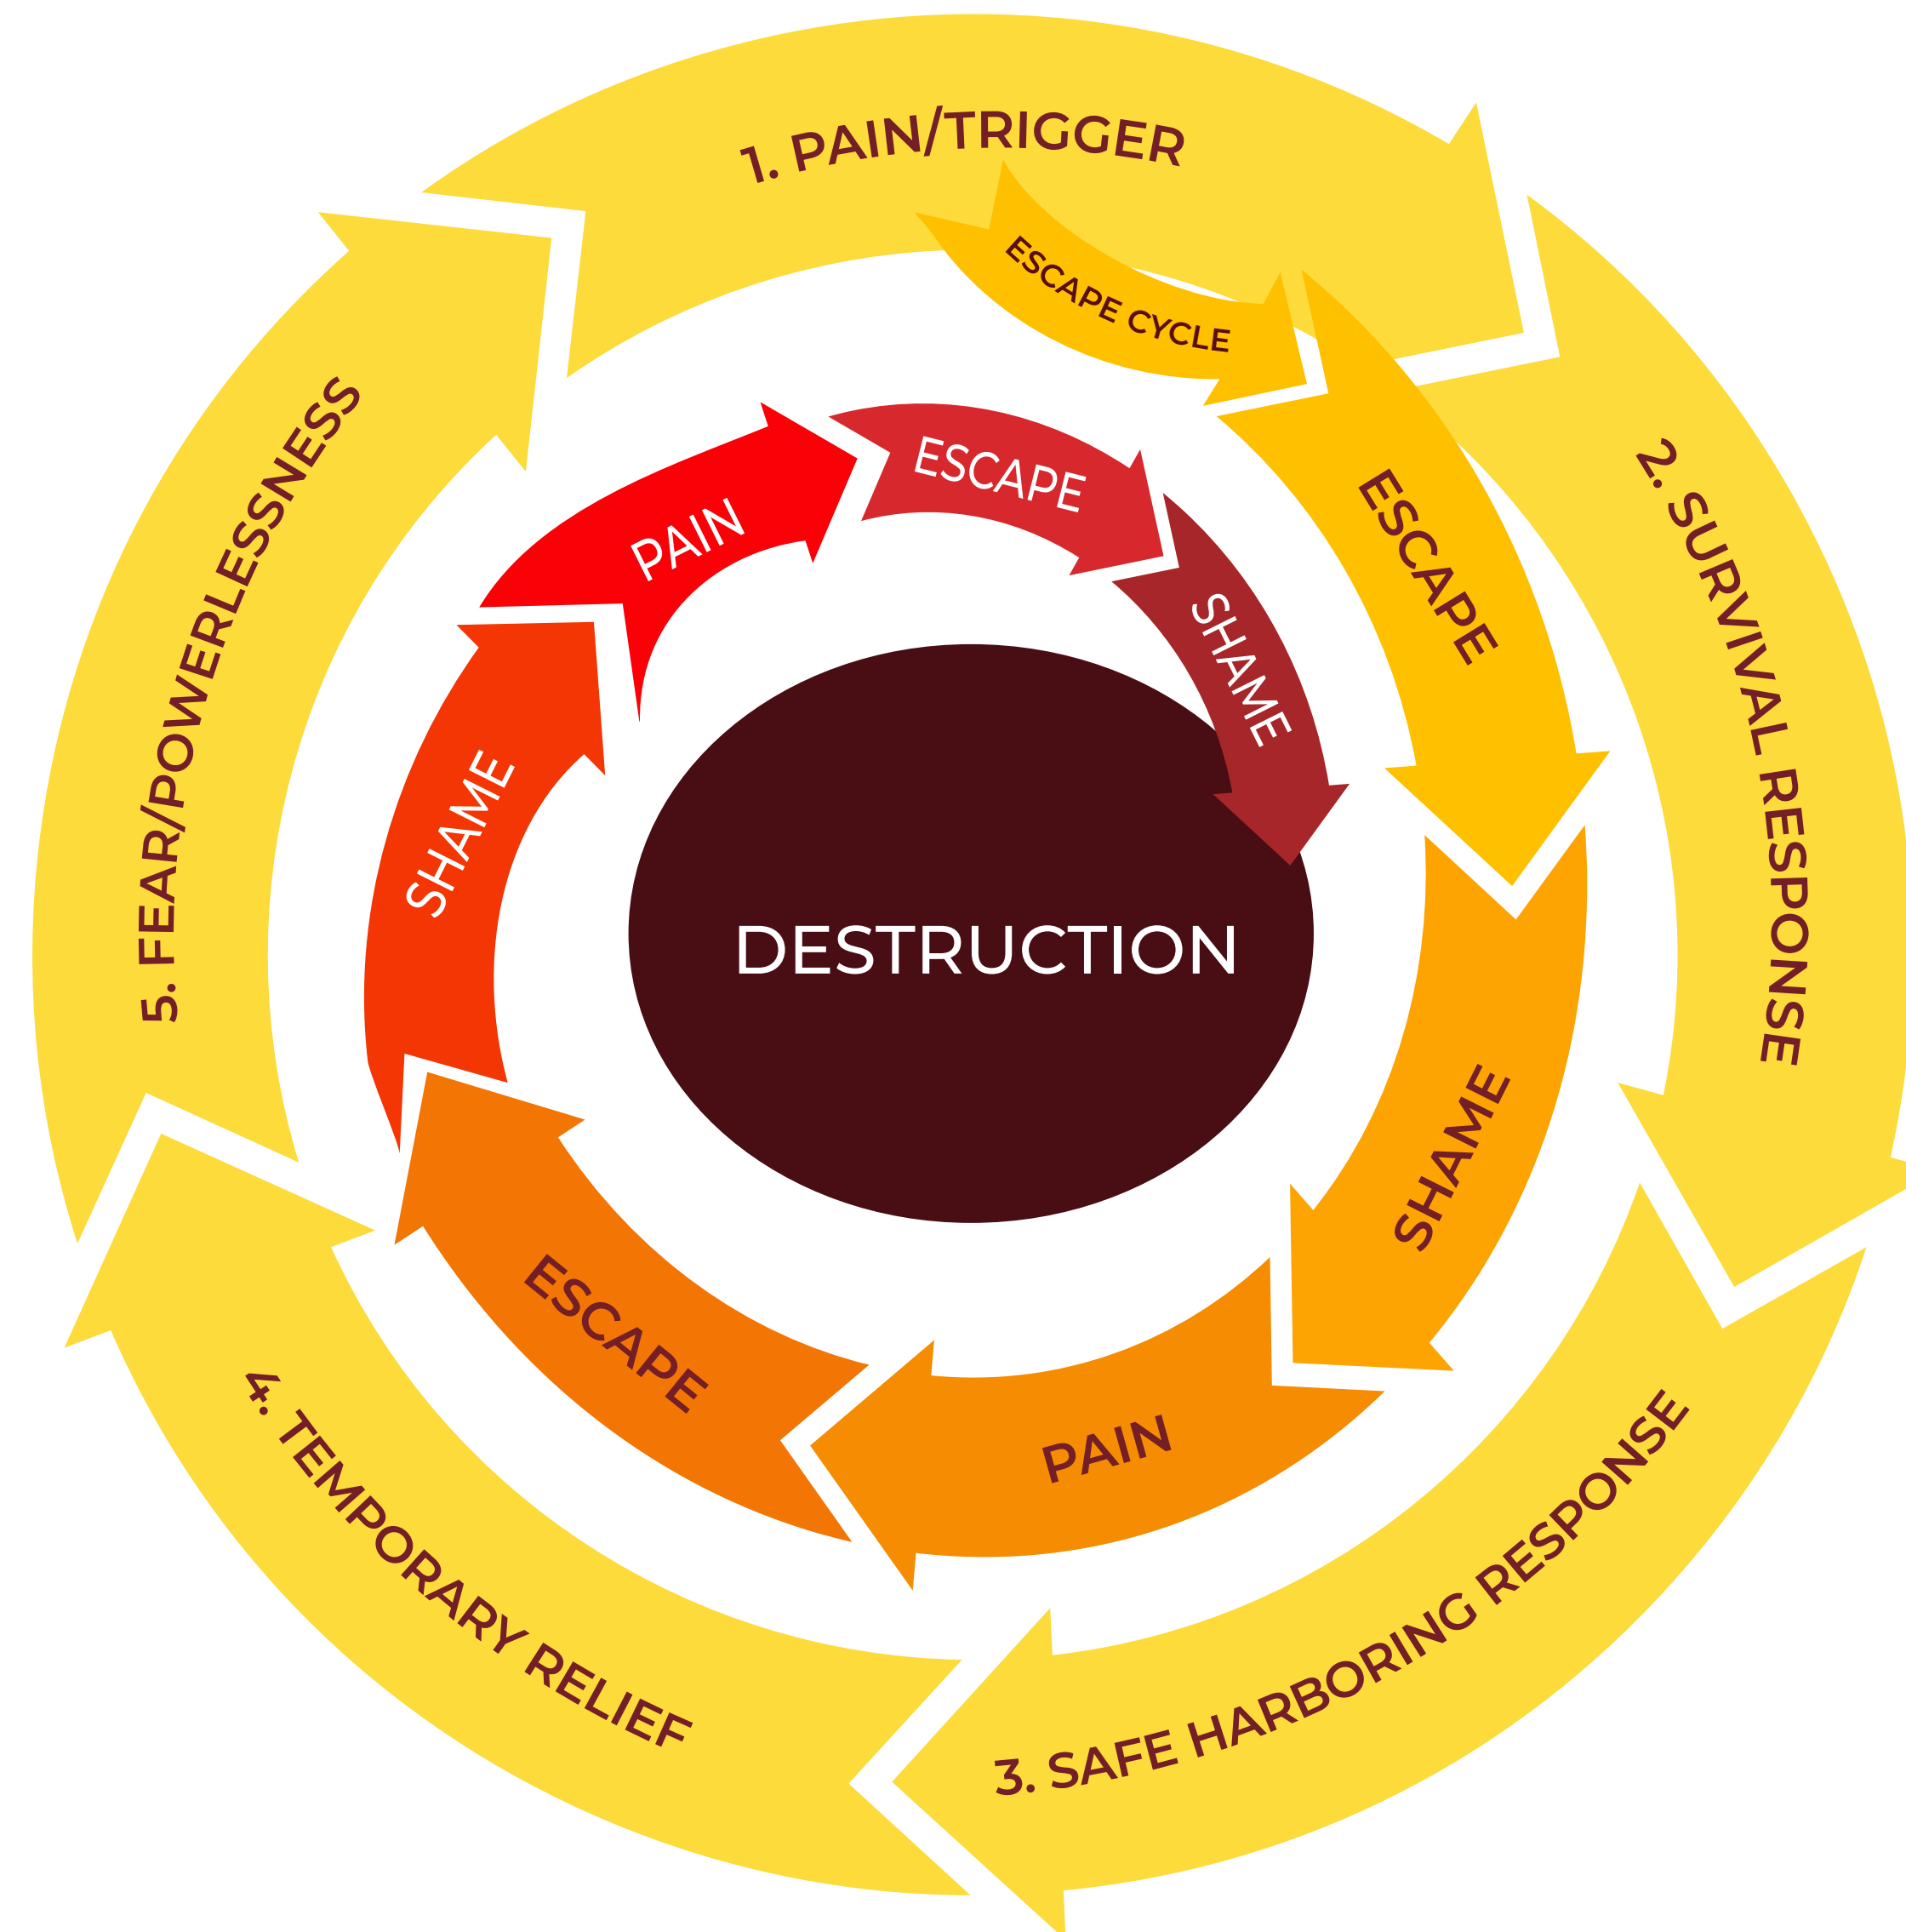 1. PAIN/TRIGGER
2. SURVIVAL RESPONSE
3. SAFE HARBORING RESPONSE
4. TEMPORARY RELIEF
5. FEAR/POWERLESSNESS
ESCAPE CYCLE
ESCAPE
SHAME
PAIN
ESCAPE
SHAME
PAIN
ESCAPE
SHAME
DESTRUCTION